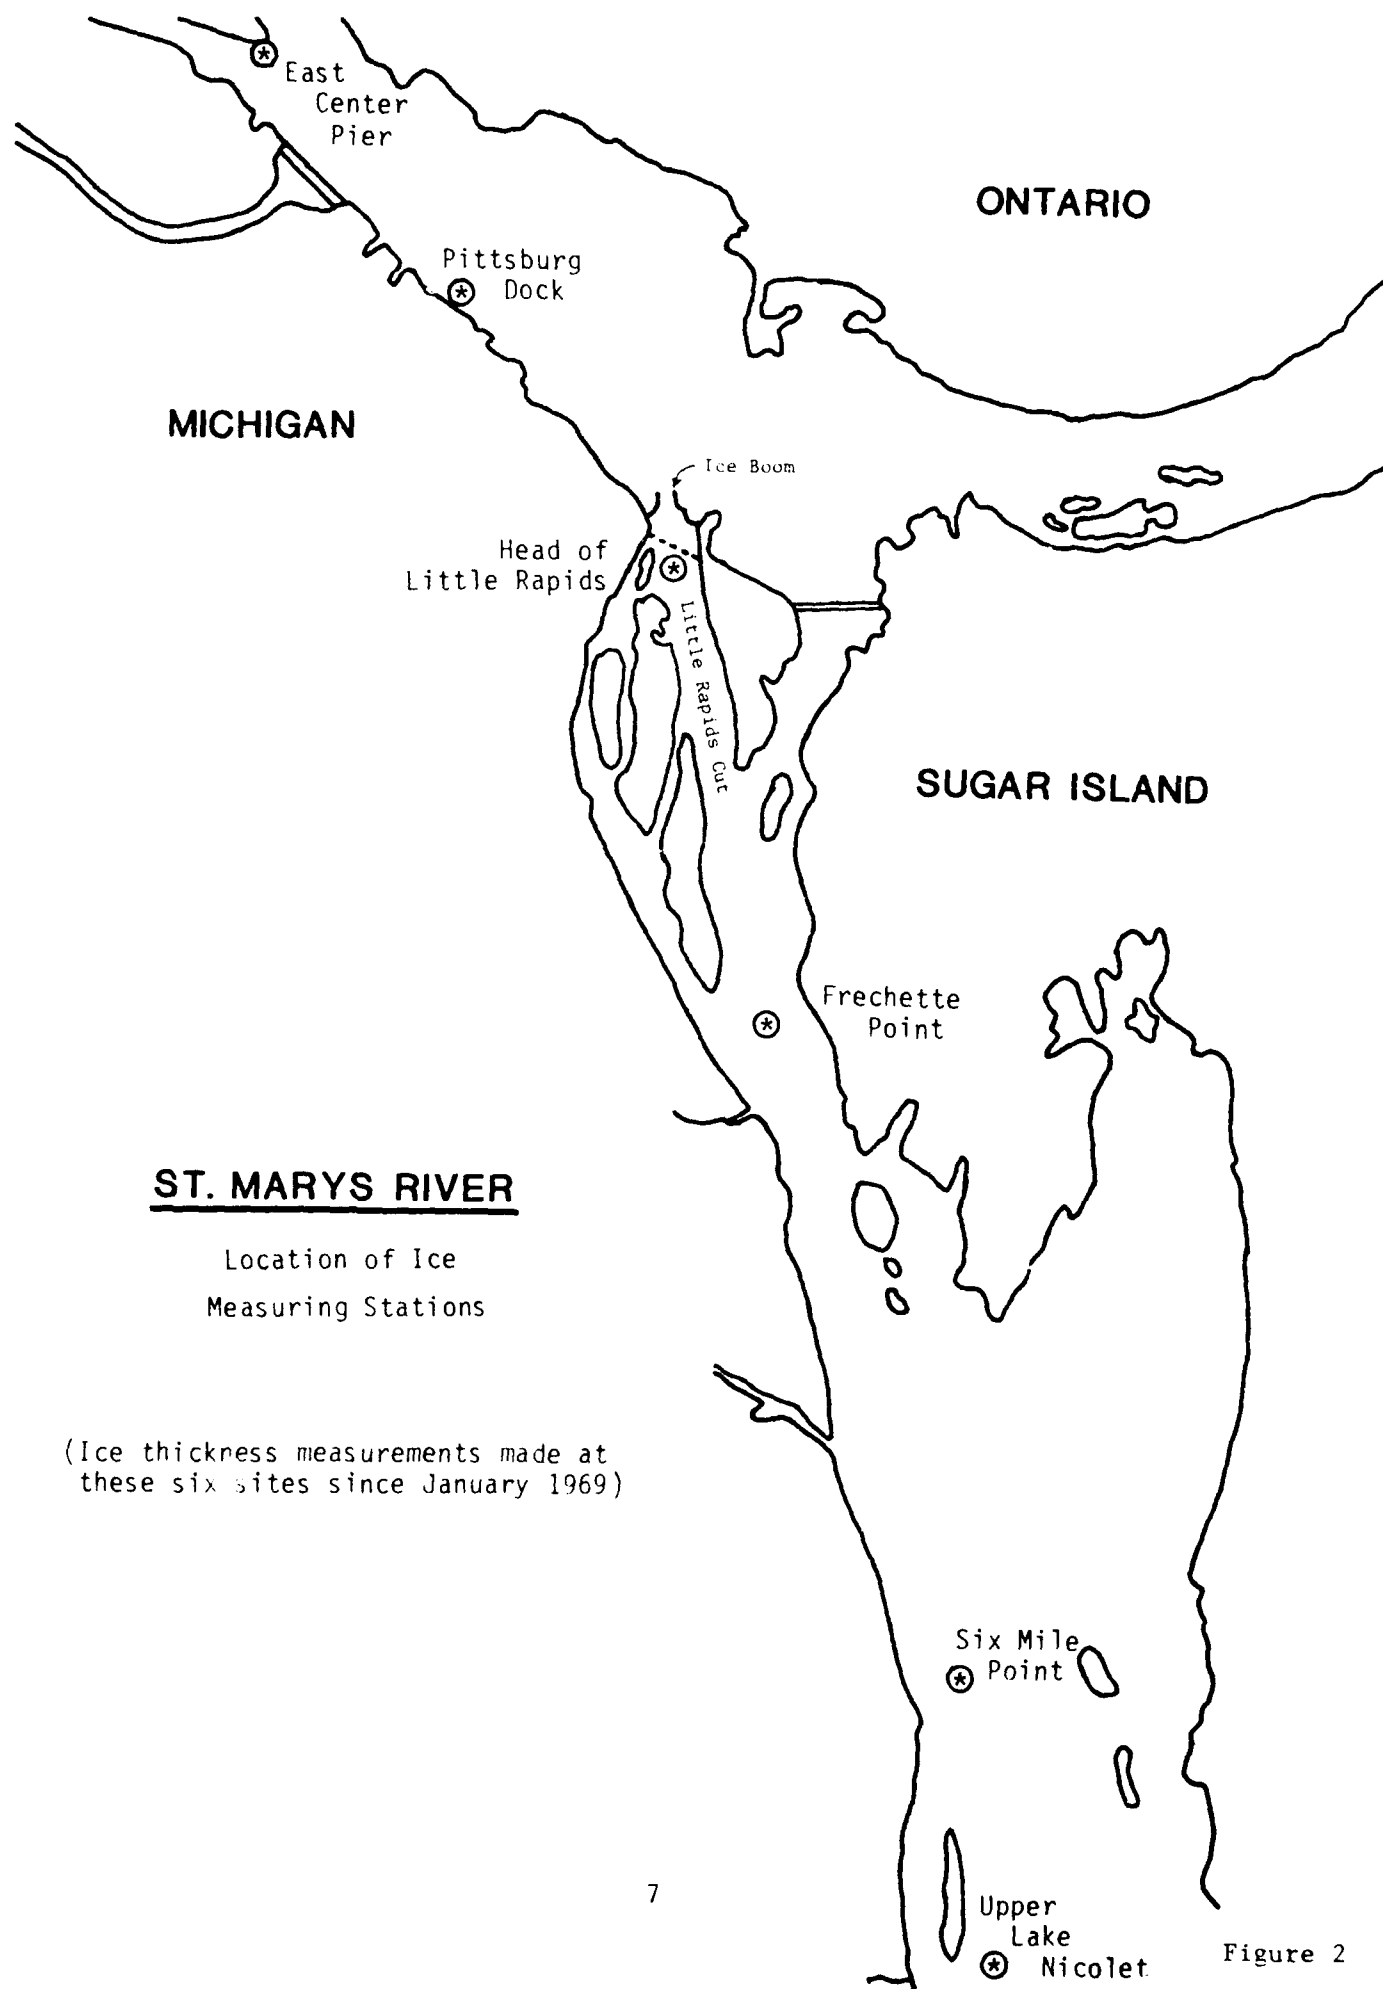 East
Center
Pier
ONTARIO
Pittsburg
Dock
MICHIGAN
Ice Boom
Head of
Little Rapids
Little Rapids Cut
SUGAR ISLAND
Frechette
Point
ST. MARYS RIVER
Location of Ice
Measuring Stations
(Ice thickness measurements made at
these six sites since January 1969)
Six Mile
Point
7
Upper
Lake
Nicolet
Figure 2